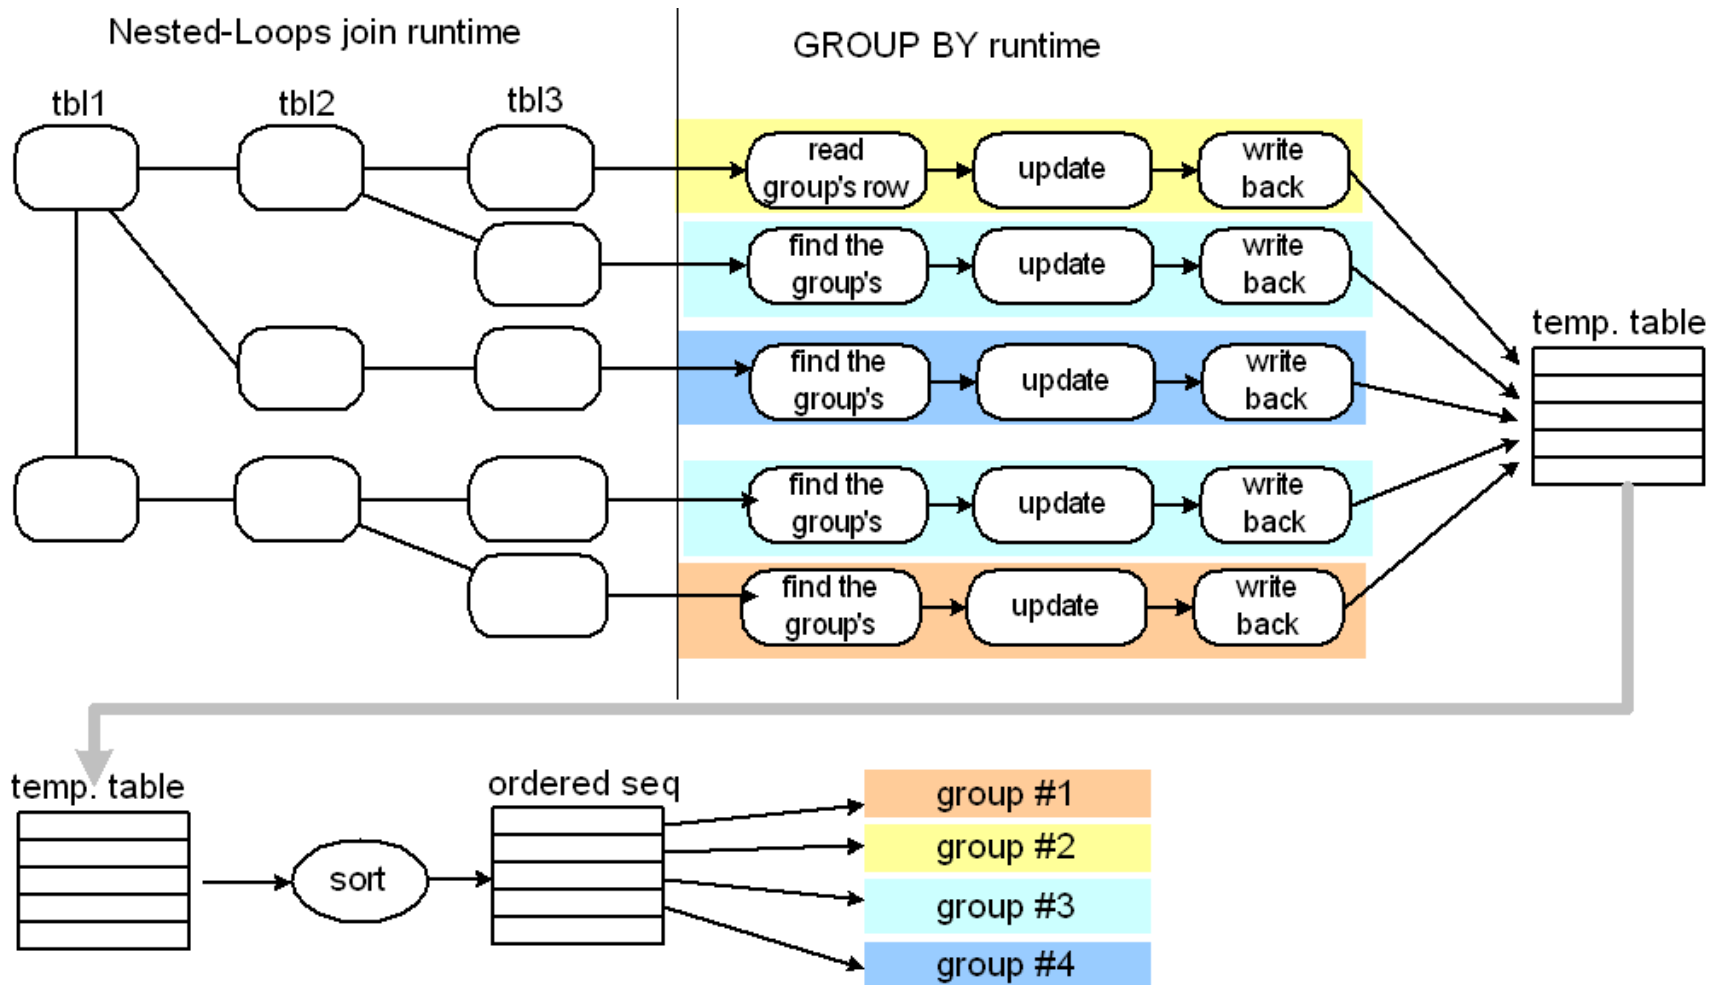 Nested-Loops join runtime
GROUP BY runtime
tbl1
tbl2
tbl3
read
group's row
update
write
back
find the
group's
update
write
back
find the
group's
update
write
back
find the
group's
update
write
back
find the
group's
update
write
back
temp. table
temp. table
sort
ordered seq
group #1
group #2
group #3
group #4